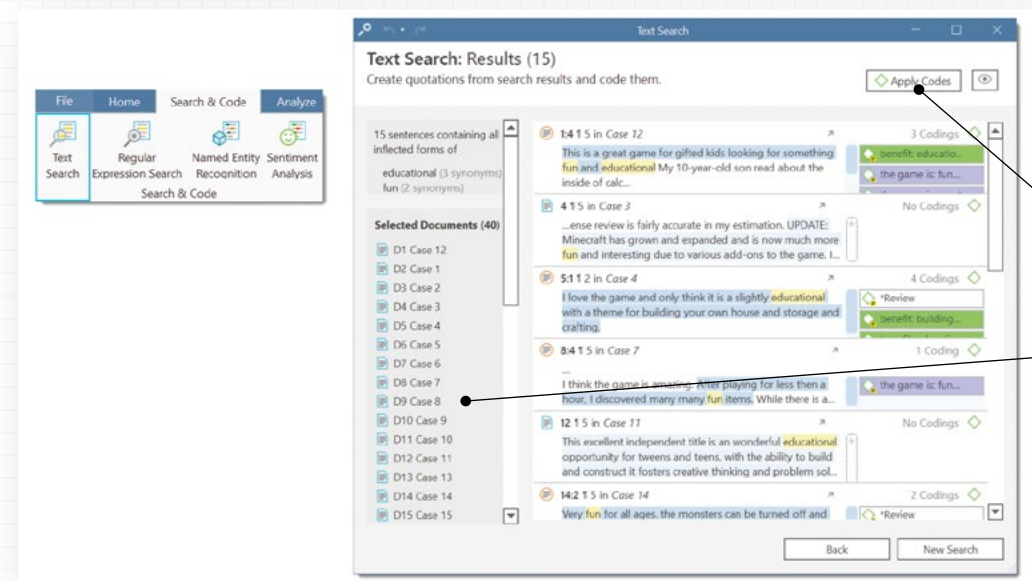 File Home Search & Code Analyze
Text Search
Regular Expression Search
Named Entity Recognition
Sentiment Analysis
Search & Code
Text Search
Text Search: Results (15)
Create quotations from search results and code them.
Apply Codes
15 sentences containing all
inflected forms of
educational (3 synonyms)
fun (2 synonyms)
Selected Documents (40)
D1 Case 12
D2 Case 1
D3 Case 2
D4 Case 3
D5 Case 4
D6 Case 5
D7 Case 6
D8 Case 7
D9 Case 8
D10 Case 9
D11 Case 10
D12 Case 11
D13 Case 13
D14 Case 14
D15 Case 15
1:4 ¶ 5 in Case 12
3 Codings
This is a great game for gifted kids looking for something
fun and educational My 10-year-old son read about the
inside of calc...
benefit: educatio...
the game is: fun...
4 ¶ 5 in Case 3
No Codings
...ense review is fairly accurate in my estimation. UPDATE:
Minecraft has grown and expanded and is now much more
fun and interesting due to various add-ons to the game. I...
5:1 ¶ 2 in Case 4
4 Codings
I love the game and only think it is a slightly educational
with a theme for building your own house and storage and
crafting.
*Review
benefit: building...
8:4 ¶ 5 in Case 7
1 Coding
...
I think the game is amazing. After playing for less then a
hour, I discovered many many fun items. While there is a...
the game is: fun...
12 ¶ 5 in Case 11
No Codings
This excellent independent title is an wonderful educational
opportunity for tweens and teens, with the ability to build
and construct it fosters creative thinking and problem sol...
14:2 ¶ 5 in Case 14
2 Codings
Very fun for all ages. the monsters can be turned off and
*Review
Back
New Search